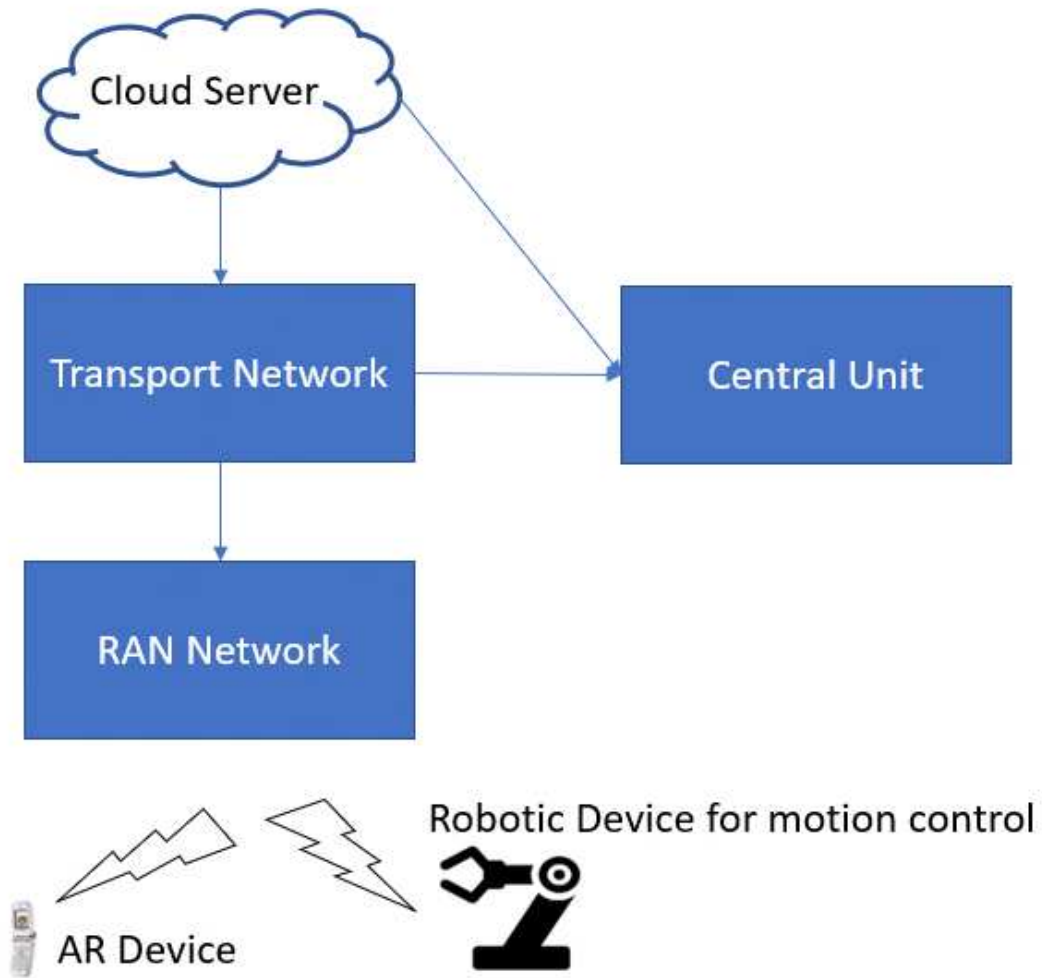 Cloud Server
Transport Network
Central Unit
RAN Network
Robotic Device for motion control
AR Device